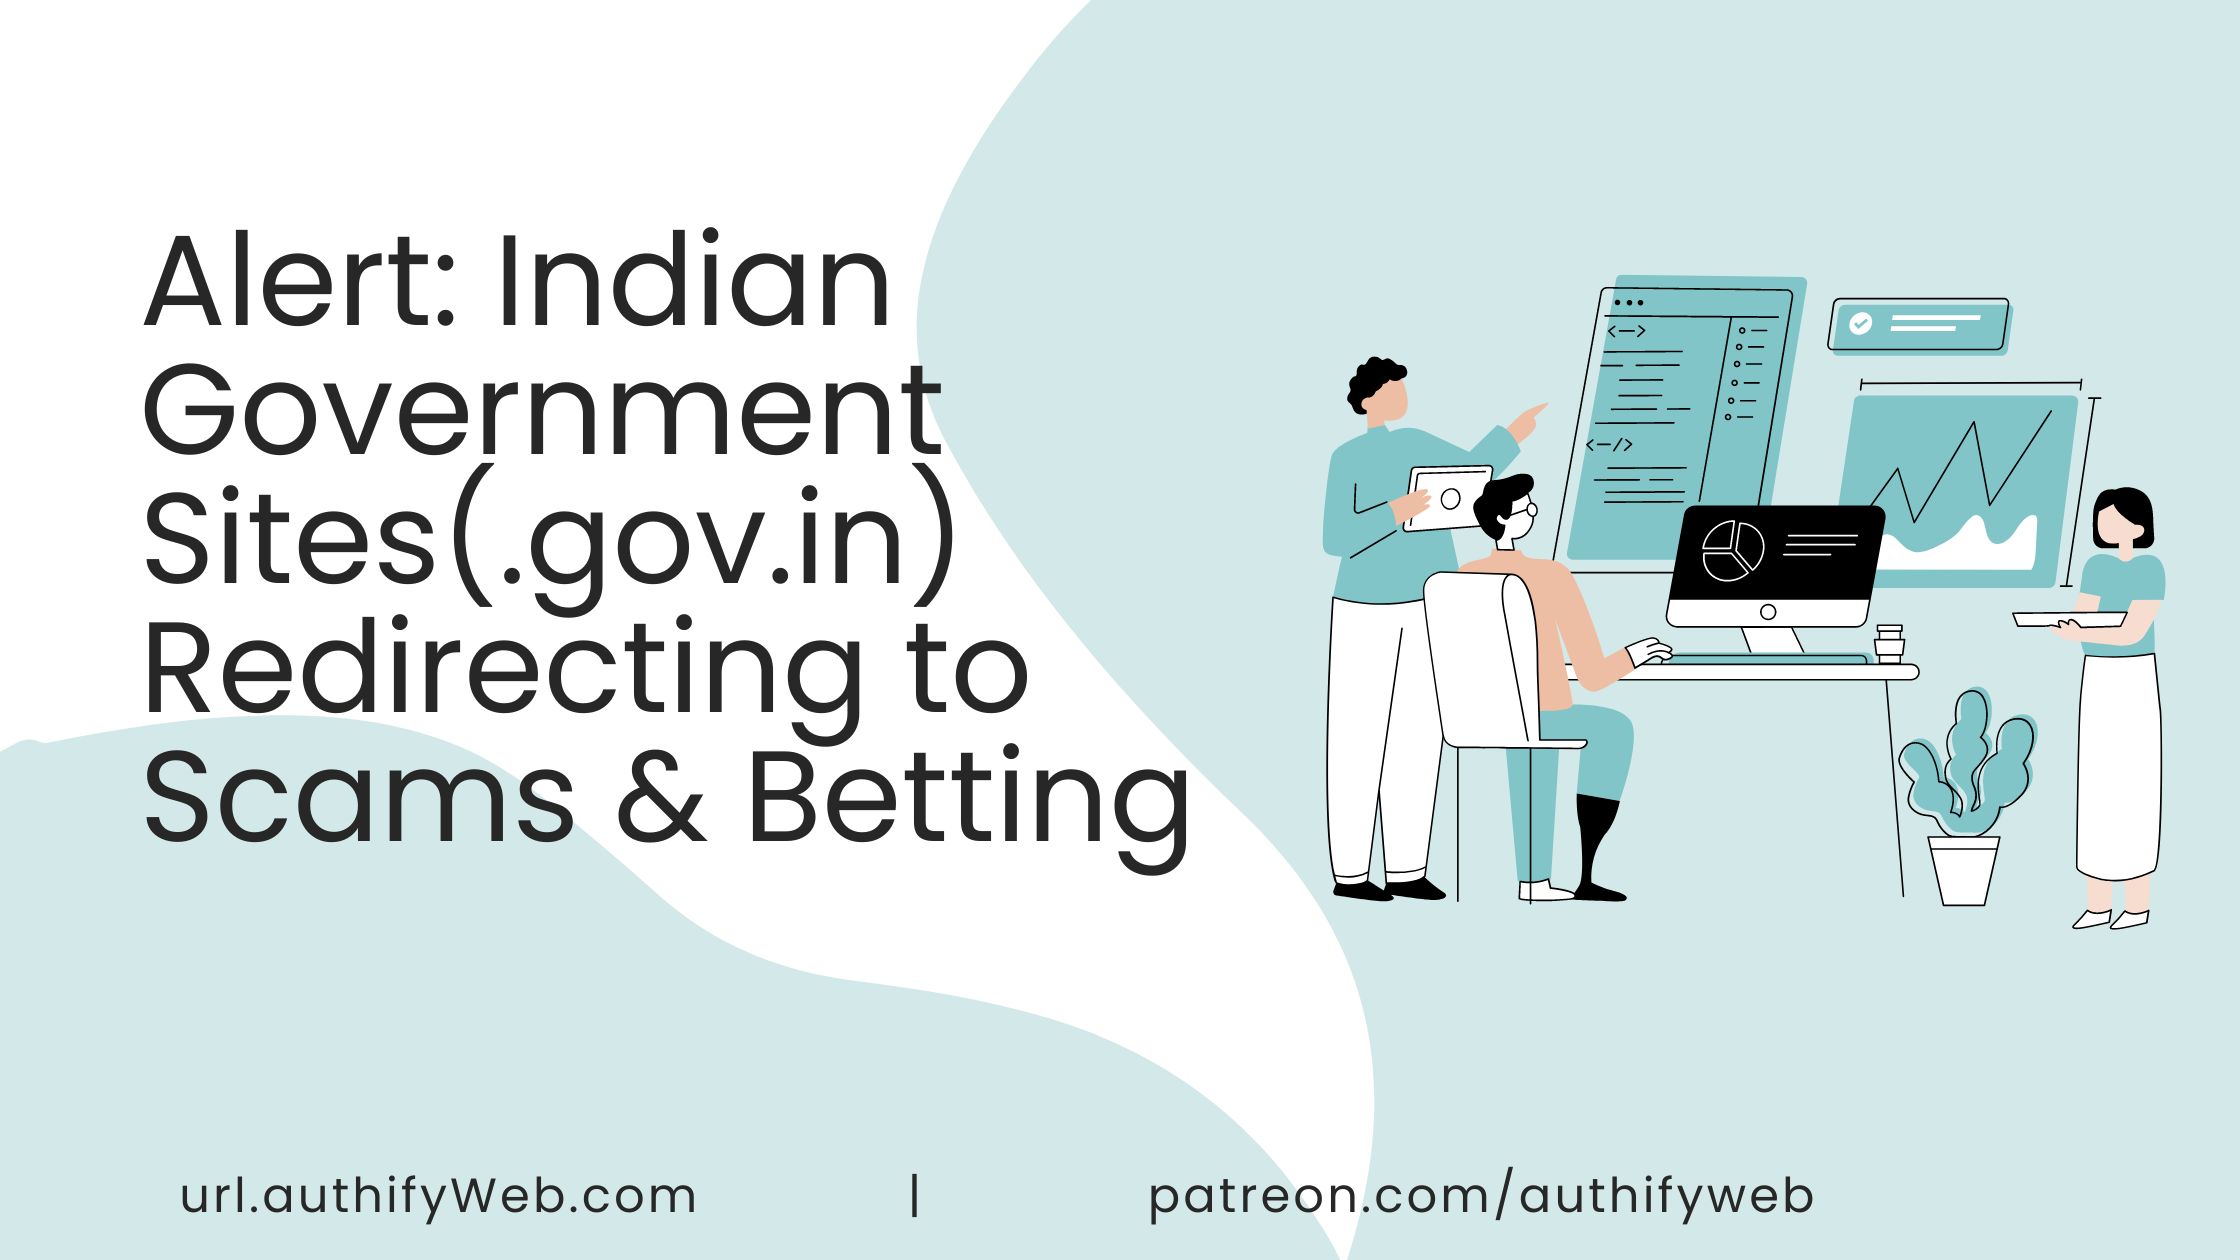 Alert: Indian
Government
Sites(.gov.in)
Redirecting to
Scams & Betting
url.authifyWeb.com | patreon.com/authifyweb